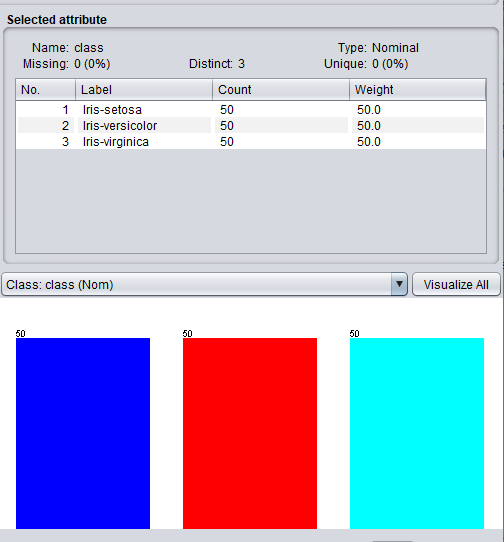 Selected attribute
Name: class Type: Nominal
Missing: 0 (0%) Distinct: 3 Unique: 0 (0%)
No. Label Count Weight
1 Iris-setosa 50 50.0
2 Iris-versicolor 50 50.0
3 Iris-virginica 50 50.0
Class: class (Nom) Visualize All
50 50 50